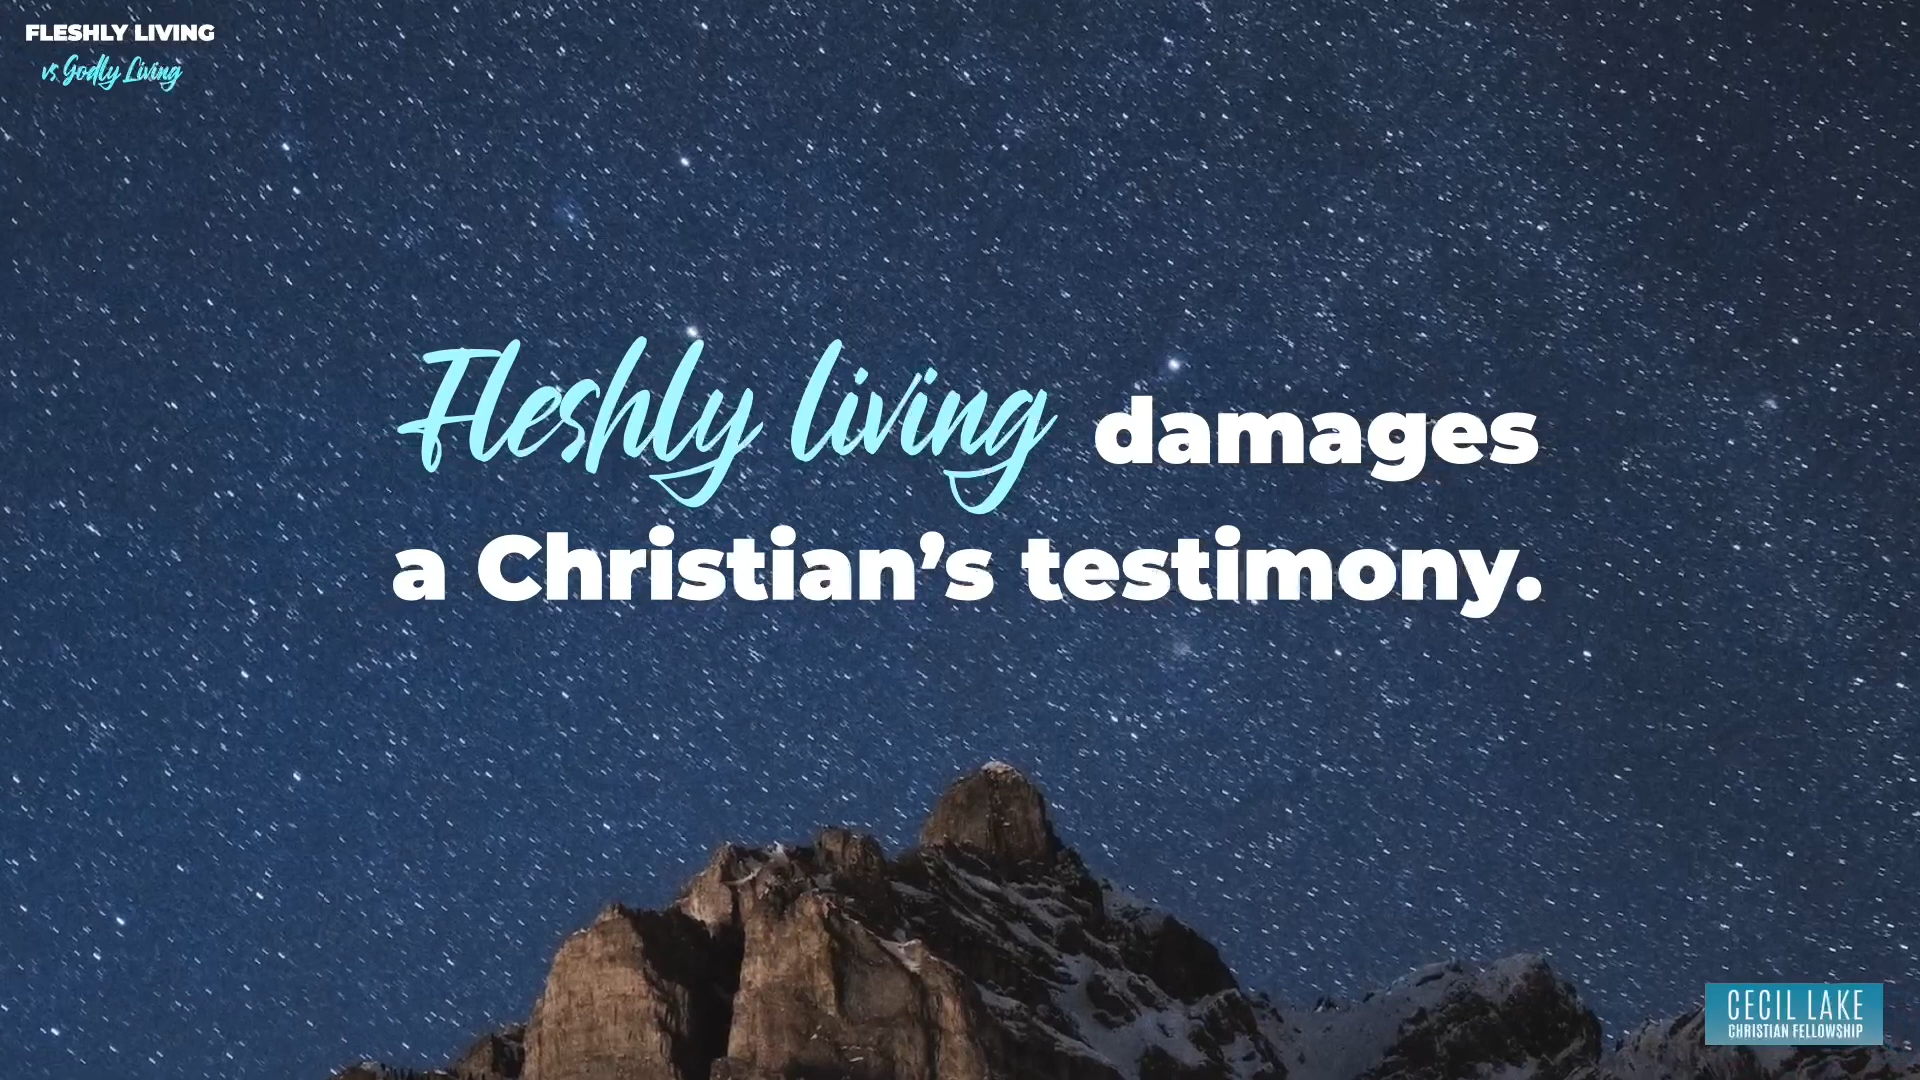 FLESHLY LIVING
vs Godly Living
Fleshly living damages
a Christian’s testimony.
CECIL LAKE
CHRISTIAN FELLOWSHIP